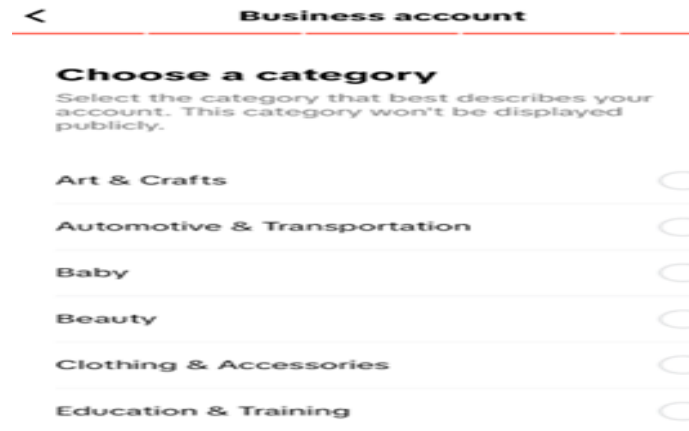 Business account
Choose a category
Select the category that best describes your
account. This category won't be displayed
publicly.
Art & Crafts
Automotive & Transportation
Baby
Beauty
Clothing & Accessories
Education & Training